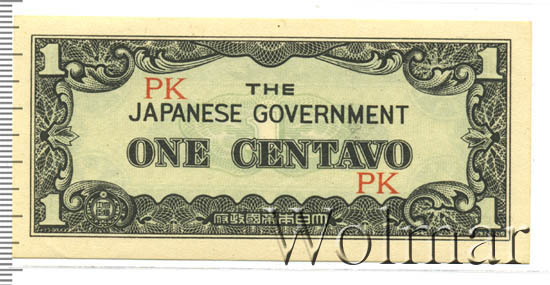 1 1
PK THE
JAPANESE GOVERNMENT
ONE CENTAVO
PK
1 大日本帝國政府 1
Wolmar